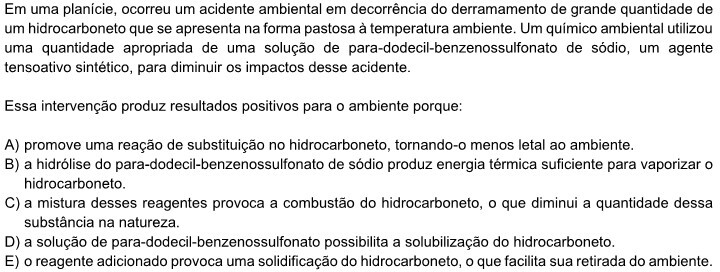 Em uma planície, ocorreu um acidente ambiental em decorrência do derramamento de grande quantidade de
um hidrocarboneto que se apresenta na forma pastosa à temperatura ambiente. Um químico ambiental utilizou
uma quantidade apropriada de uma solução de para-dodecil-benzenossulfonato de sódio, um agente
tensoativo sintético, para diminuir os impactos desse acidente.
Essa intervenção produz resultados positivos para o ambiente porque:
A) promove uma reação de substituição no hidrocarboneto, tornando-o menos letal ao ambiente.
B) a hidrólise do para-dodecil-benzenossulfonato de sódio produz energia térmica suficiente para vaporizar o
hidrocarboneto.
C) a mistura desses reagentes provoca a combustão do hidrocarboneto, o que diminui a quantidade dessa
substância na natureza.
D) a solução de para-dodecil-benzenossulfonato possibilita a solubilização do hidrocarboneto.
E) o reagente adicionado provoca uma solidificação do hidrocarboneto, o que facilita sua retirada do ambiente.